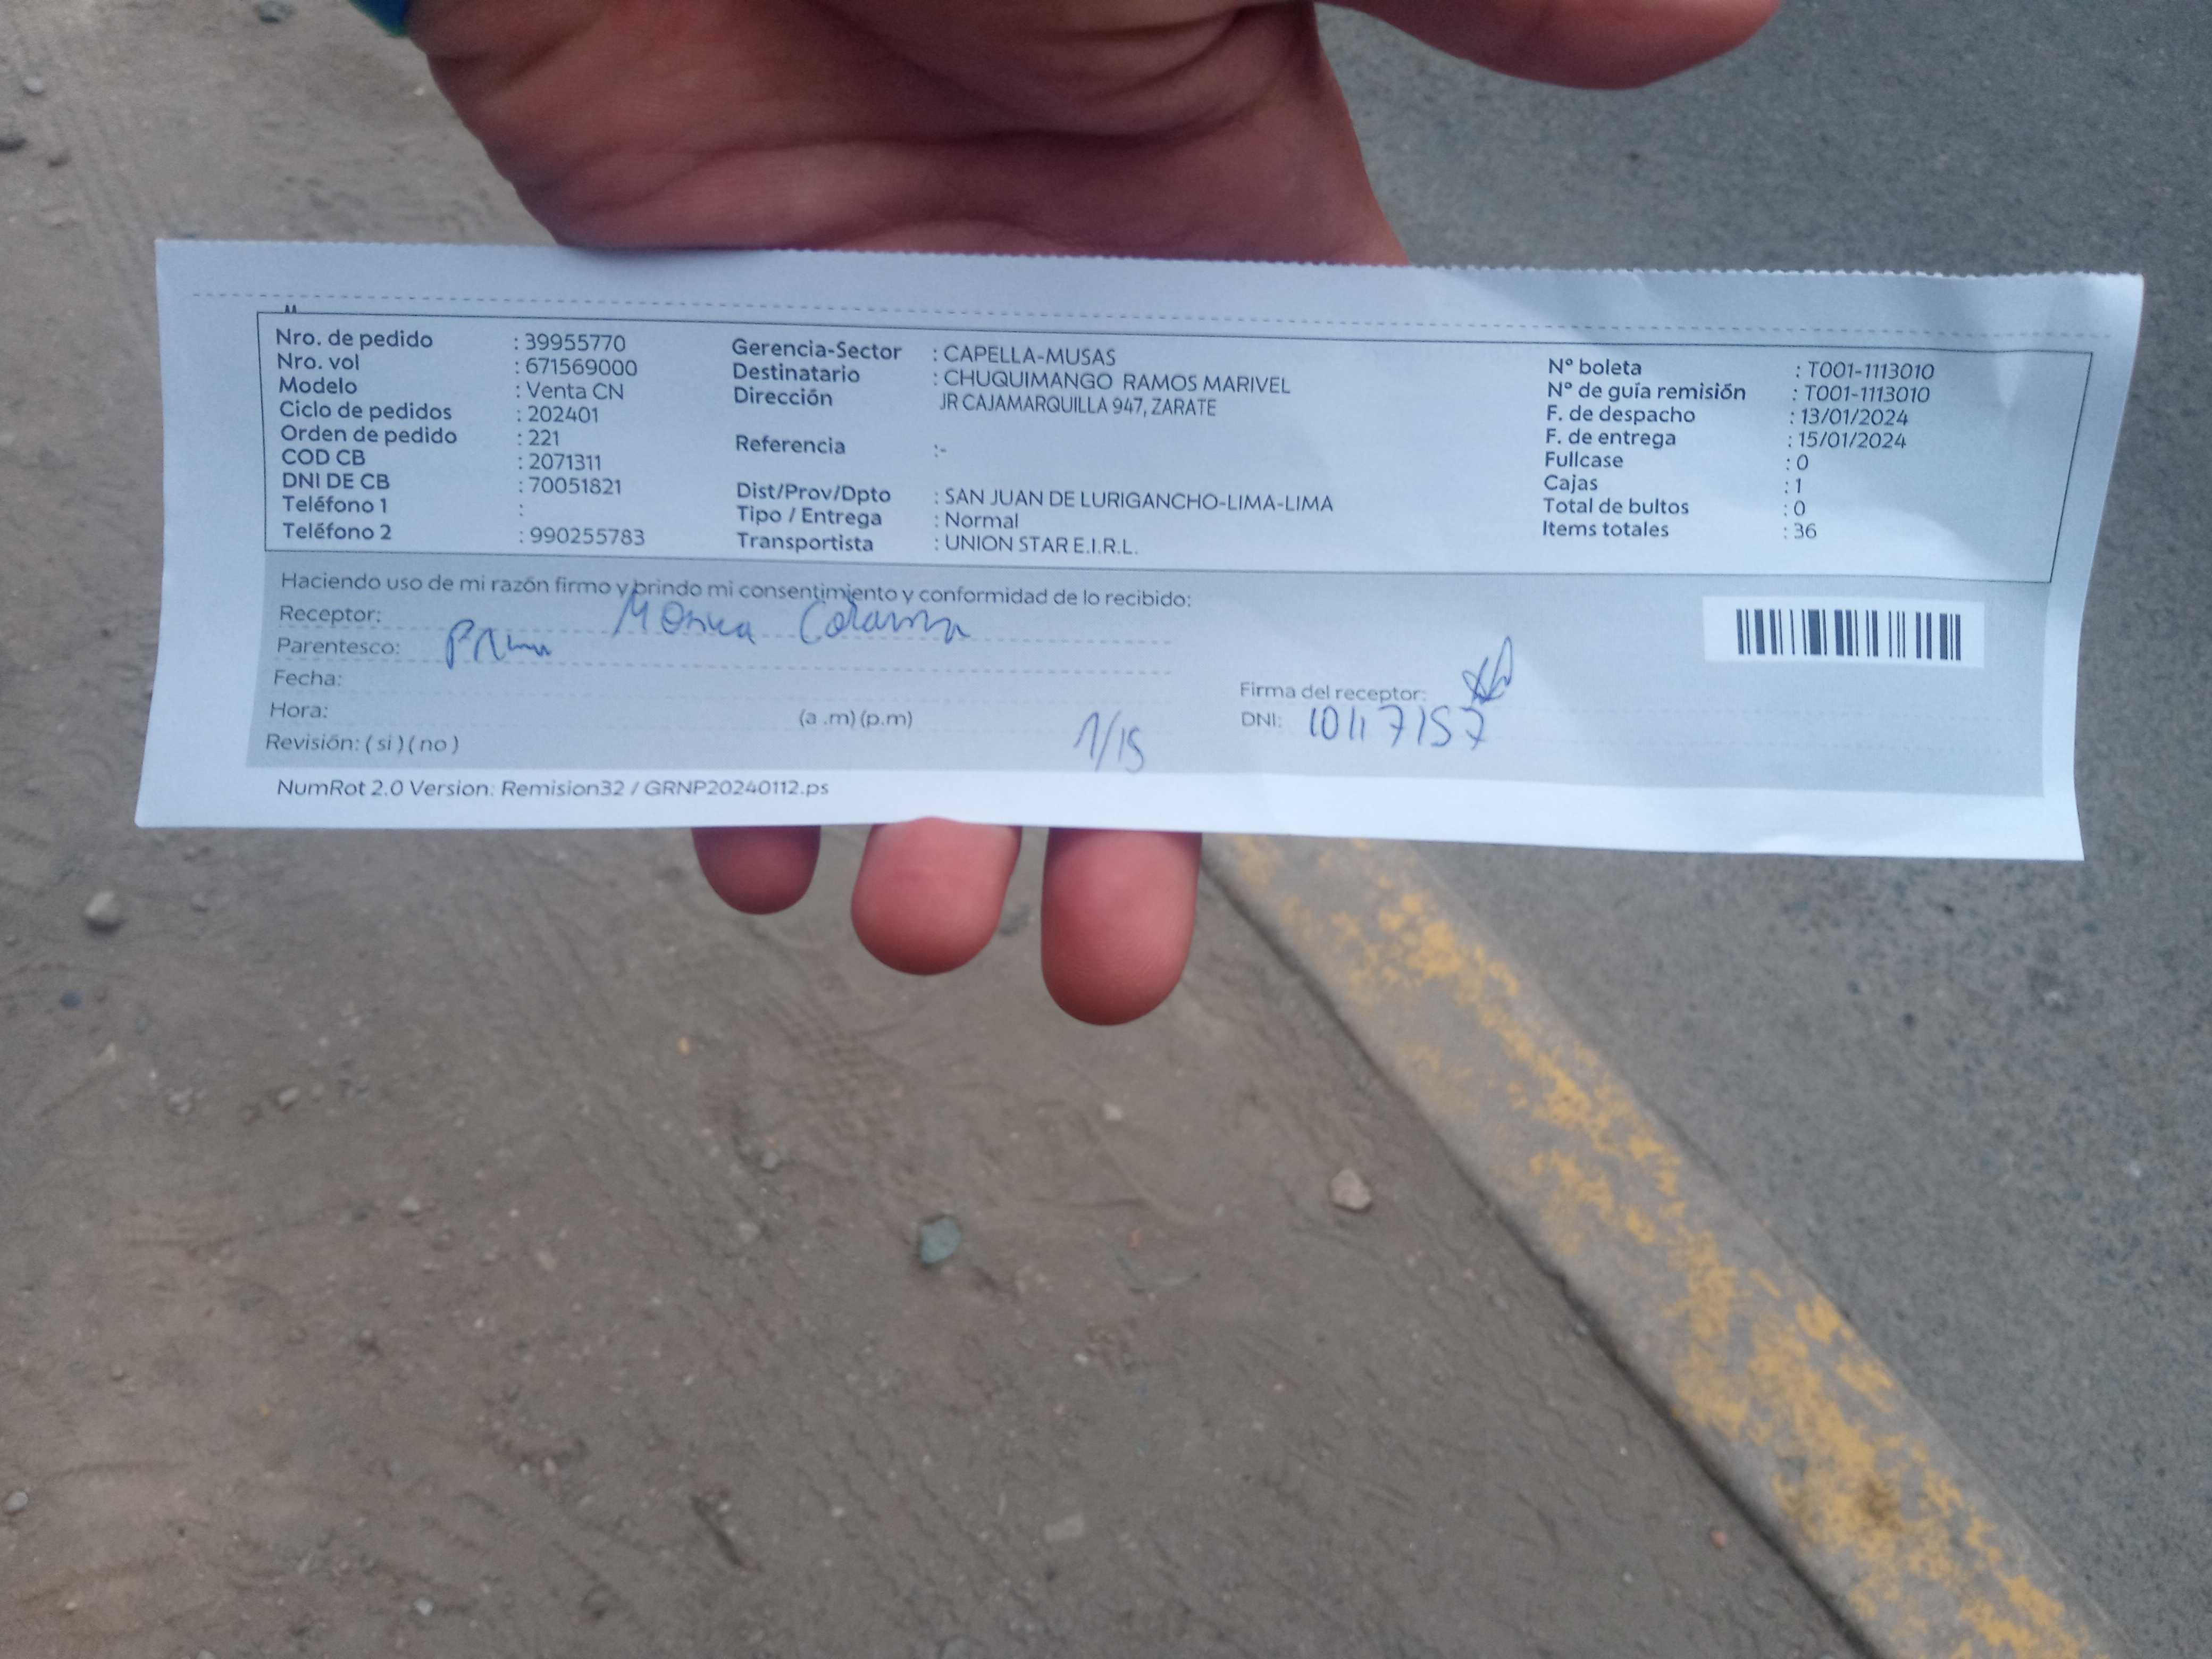 Nro. de pedido : 39955770
Nro. vol : 671569000
Modelo : Venta CN
Ciclo de pedidos : 202401
Orden de pedido : 221
COD CB : 2071311
DNI DE CB : 70051821
Teléfono 1 :
Teléfono 2 : 990255783
Gerencia-Sector : CAPELLA-MUSAS
Destinatario : CHUQUIMANGO RAMOS MARIVEL
Dirección JR CAJAMARQUILLA 947, ZARATE
Referencia :-
Dist/Prov/Dpto : SAN JUAN DE LURIGANCHO-LIMA-LIMA
Tipo / Entrega : Normal
Transportista : UNION STAR E.I.R.L.
Nº boleta : T001-1113010
Nº de guía remisión : T001-1113010
F. de despacho : 13/01/2024
F. de entrega : 15/01/2024
Fullcase : 0
Cajas : 1
Total de bultos : 0
Items totales : 36
Haciendo uso de mi razón firmo y brindo mi consentimiento y conformidad de lo recibido:
Receptor: Monica
Parentesco:
Fecha:
Hora: (a .m) (p.m)
Revisión: ( si ) ( no )
1/15
Firma del receptor:
DNI: 10117157
NumRot 2.0 Version: Remision32 / GRNP20240112.ps